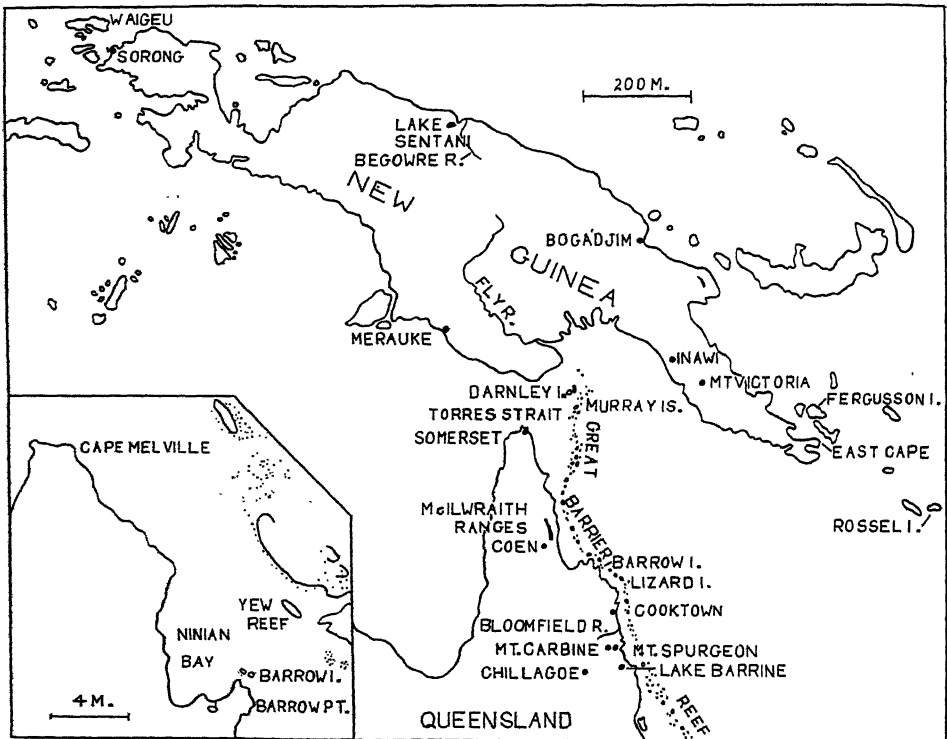 WAIGEU
SORONG
200 M.
LAKE
SENTANI
BEGOWRE R.
NEW
GUINEA
BOGADJIM
FLY R.
MERAUKE
INAWI
MT VICTORIA
DARNLEY I.
FERGUSSON I.
TORRES STRAIT
MURRAY IS.
SOMERSET
EAST CAPE
GREAT
BARRIER
REEF
CAPE MELVILLE
McILWRAITH
RANGES
COEN
ROSSEL I.
BARROW I.
LIZARD I.
YEW
REEF
COOKTOWN
BLOOMFIELD R.
NINIAN
BAY
MT. CARBINE
MT. SPURGEON
CHILLAGOE
LAKE BARRINE
BARROW I.
4 M.
BARROW PT.
QUEENSLAND